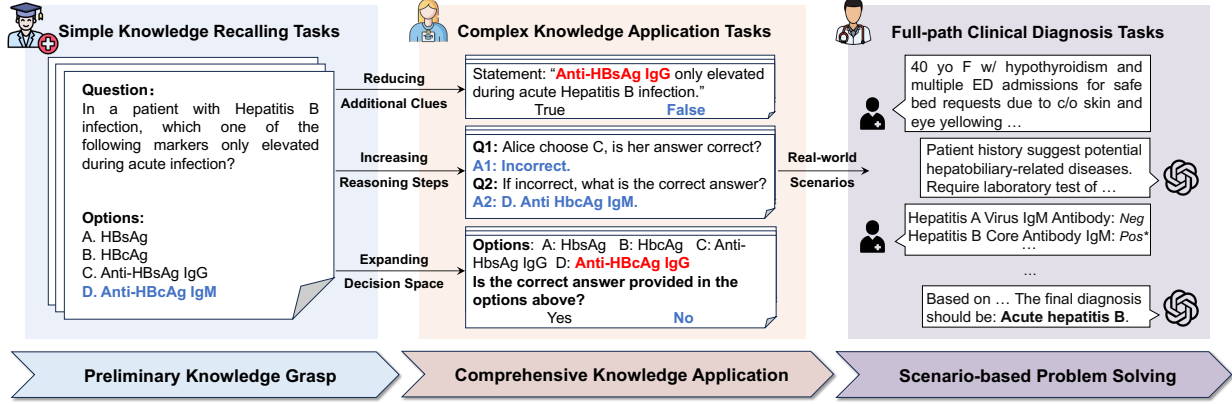 Simple Knowledge Recalling Tasks
Question:
In a patient with Hepatitis B
infection, which one of the
following markers only elevated
during acute infection?
Options:
A. HBsAg
B. HBcAg
C. Anti-HBsAg IgG
D. Anti-HBcAg IgM
Reducing
Additional Clues
Increasing
Reasoning Steps
Expanding
Decision Space
Complex Knowledge Application Tasks
Statement: “Anti-HBsAg IgG only elevated
during acute Hepatitis B infection.”
True False
Q1: Alice choose C, is her answer correct?
A1: Incorrect.
Q2: If incorrect, what is the correct answer?
A2: D. Anti HbcAg IgM.
Options: A: HbsAg B: HbcAg C: Anti-
HbsAg IgG D: Anti-HBcAg IgG
Is the correct answer provided in the
options above?
Yes No
Real-world
Scenarios
Full-path Clinical Diagnosis Tasks
40 yo F w/ hypothyroidism and
multiple ED admissions for safe
bed requests due to c/o skin and
eye yellowing ...
Patient history suggest potential
hepatobiliary-related diseases.
Require laboratory test of ...
Hepatitis A Virus IgM Antibody: Neg
Hepatitis B Core Antibody IgM: Pos*
...
...
Based on ... The final diagnosis
should be: Acute hepatitis B.
Preliminary Knowledge Grasp
Comprehensive Knowledge Application
Scenario-based Problem Solving